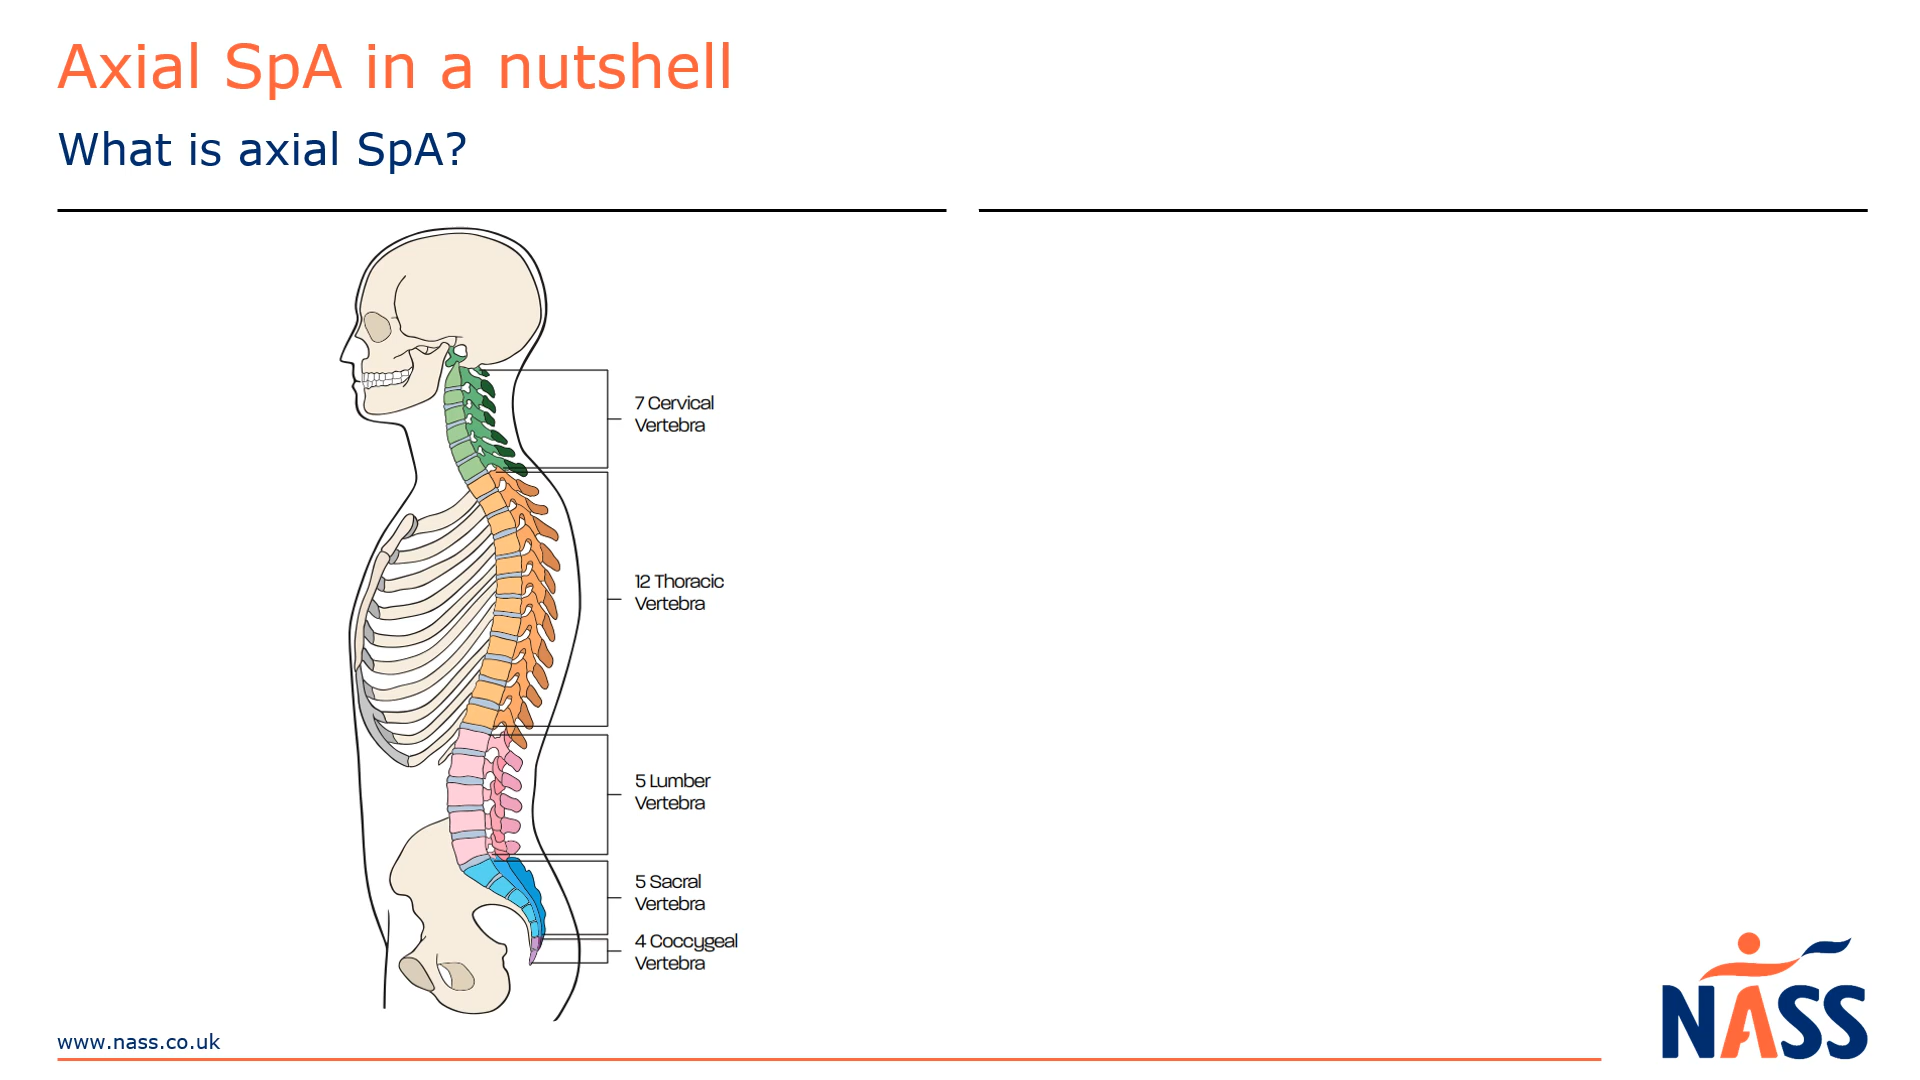 Axial SpA in a nutshell
What is axial SpA?
7 Cervical
Vertebra
12 Thoracic
Vertebra
5 Lumber
Vertebra
5 Sacral
Vertebra
4 Coccygeal
Vertebra
www.nass.co.uk
NASS